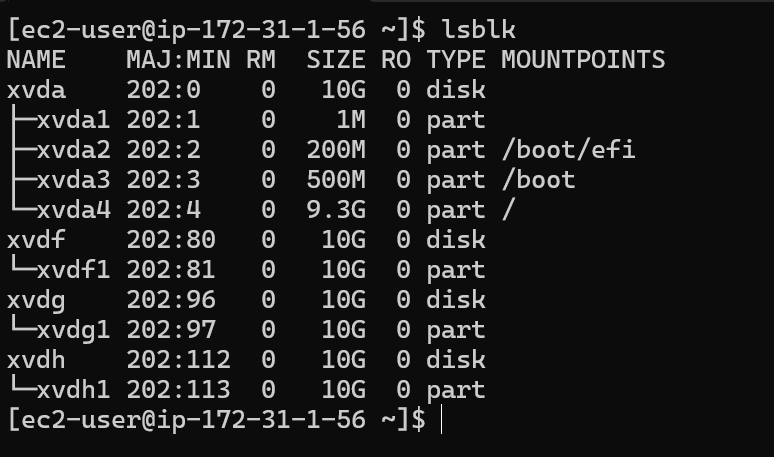 [ec2-user@ip-172-31-1-56 ~]$ lsblk
NAME    MAJ:MIN RM  SIZE RO TYPE MOUNTPOINTS
xvda    202:0    0   10G  0 disk
├─xvda1 202:1    0    1M  0 part
├─xvda2 202:2    0  200M  0 part /boot/efi
├─xvda3 202:3    0  500M  0 part /boot
└─xvda4 202:4    0  9.3G  0 part /
xvdf    202:80   0   10G  0 disk
└─xvdf1 202:81   0   10G  0 part
xvdg    202:96   0   10G  0 disk
└─xvdg1 202:97   0   10G  0 part
xvdh    202:112  0   10G  0 disk
└─xvdh1 202:113  0   10G  0 part
[ec2-user@ip-172-31-1-56 ~]$